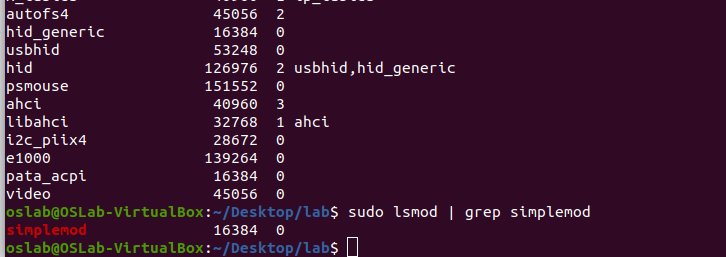 autofs4 45056 2
hid_generic 16384 0
usbhid 53248 0
hid 126976 2 usbhid,hid_generic
psmouse 151552 0
ahci 40960 3
libahci 32768 1 ahci
i2c_piix4 28672 0
e1000 139264 0
pata_acpi 16384 0
video 45056 0
oslab@OSLab-VirtualBox:~/Desktop/lab$ sudo lsmod | grep simplemod
simplemod 16384 0
oslab@OSLab-VirtualBox:~/Desktop/lab$